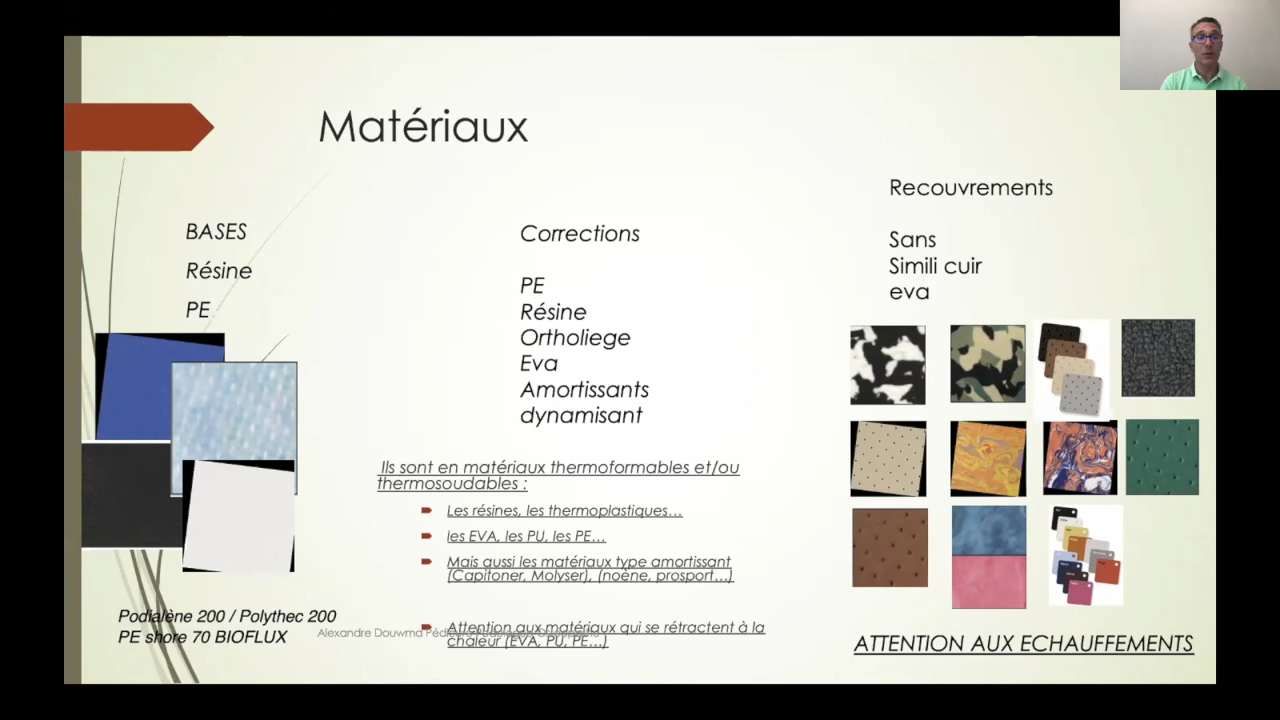 Matériaux
BASES
Résine
PE
Podialène 200 / Polythec 200
PE shore 70 BIOFLUX
Corrections
PE
Résine
Ortholiege
Eva
Amortissants
dynamisant
Ils sont en matériaux thermoformables et/ou
thermosoudables :
Les résines, les thermoplastiques…
les EVA, les PU, les PE…
Mais aussi les matériaux type amortissant
(Capitoner, Molyser), (noène, prosport…)
Attention aux matériaux qui se rétractent à la
chaleur (EVA, PU, PE…)
Alexandre Douwma
Recouvrements
Sans
Simili cuir
eva
ATTENTION AUX ECHAUFFEMENTS